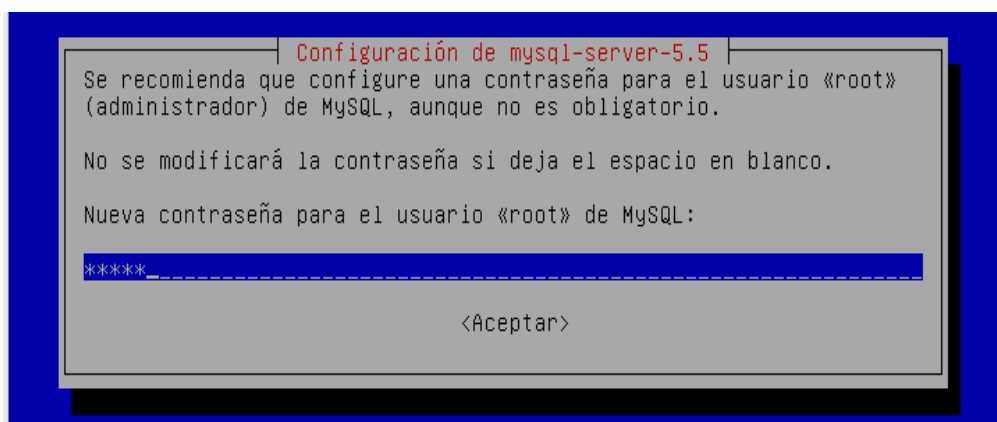 Configuración de mysql-server-5.5
Se recomienda que configure una contraseña para el usuario «root»
(administrador) de MySQL, aunque no es obligatorio.
No se modificará la contraseña si deja el espacio en blanco.
Nueva contraseña para el usuario «root» de MySQL:
*****_
<Aceptar>